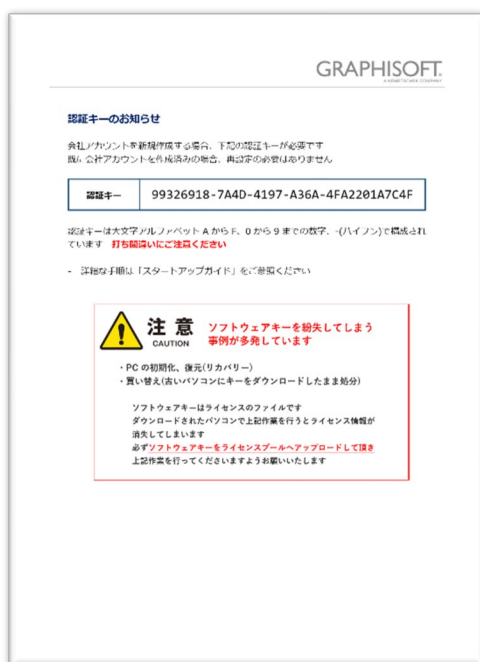 GRAPHISOFT.
A NEMETSCHEK COMPANY
認証キーのお知らせ
会社アカウントを新規作成する場合、下記の認証キーが必要です
既に会社アカウントを作成済みの場合、再設定の必要はありません
認証キー 99326918-7A4D-4197-A36A-4FA2201A7C4F
認証キーは大文字アルファベット A から F、0 から 9 までの数字、-(ハイフン)で構成され
ています 打ち間違いにご注意ください
- 詳細な手順は「スタートアップガイド」をご参照ください
注意 ソフトウェアキーを紛失してしまう
CAUTION 事例が多発しています
・PC の初期化、復元(リカバリー)
・買い替え(古いパソコンにキーをダウンロードしたまま処分)
ソフトウェアキーはライセンスのファイルです
ダウンロードされたパソコンで上記作業を行うとライセンス情報が
消失してしまいます
必ずソフトウェアキーをライセンスプールへアップロードして頂き
上記作業を行ってくださいますようお願いいたします